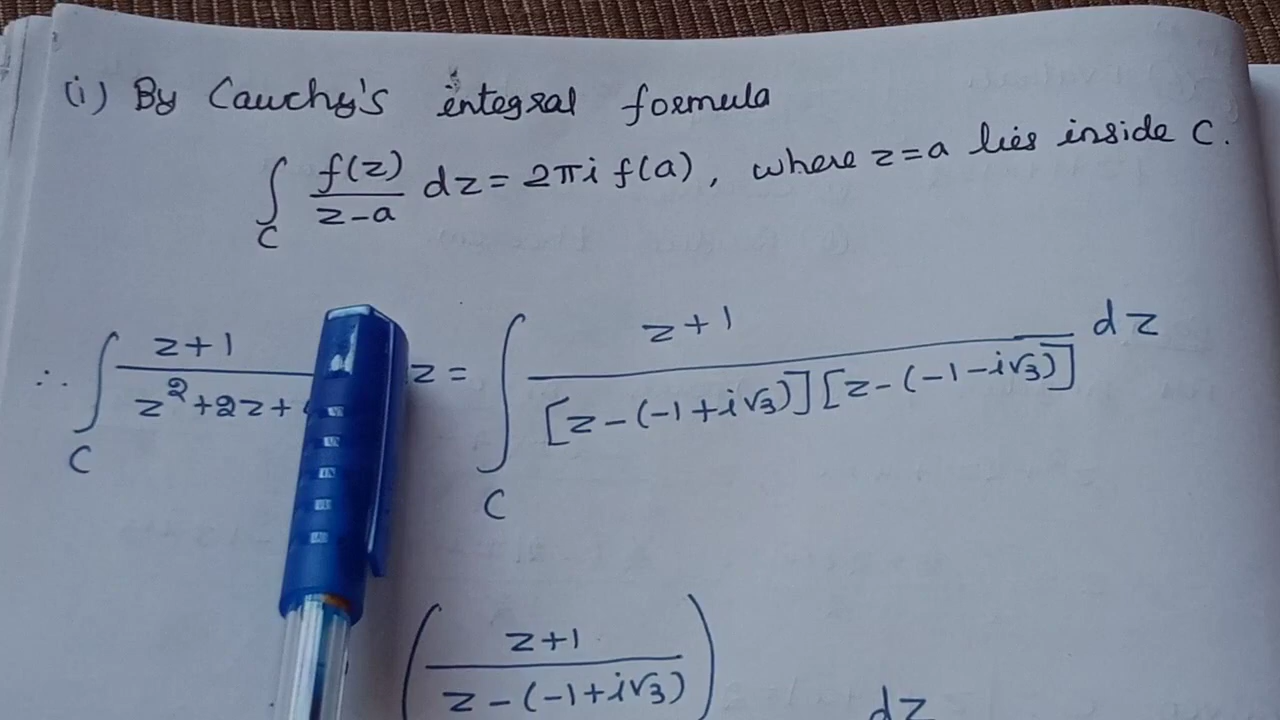 (i) By Cauchy's integral formula
∫_C f(z)/(z-a) dz = 2πi f(a), where z=a lies inside C.
∴ ∫_C (z+1)/(z²+2z+ z = ∫_C (z+1)/([z-(-1+i√3)][z-(-1-i√3)]) dz
((z+1)/(z-(-1+i√3))) dz